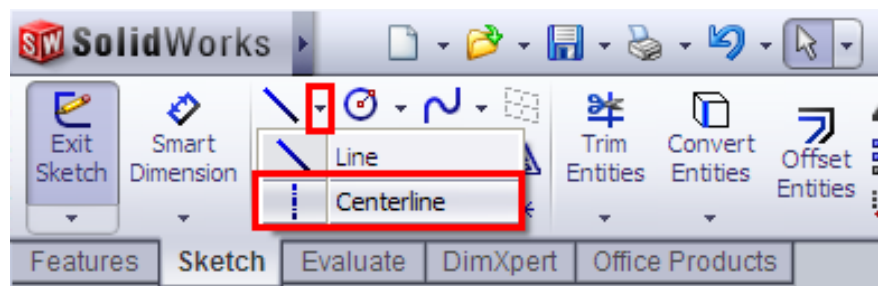 SW SolidWorks
Exit Sketch
Smart Dimension
Line
Centerline
Trim Entities
Convert Entities
Offset Entities
Features Sketch Evaluate DimXpert Office Products